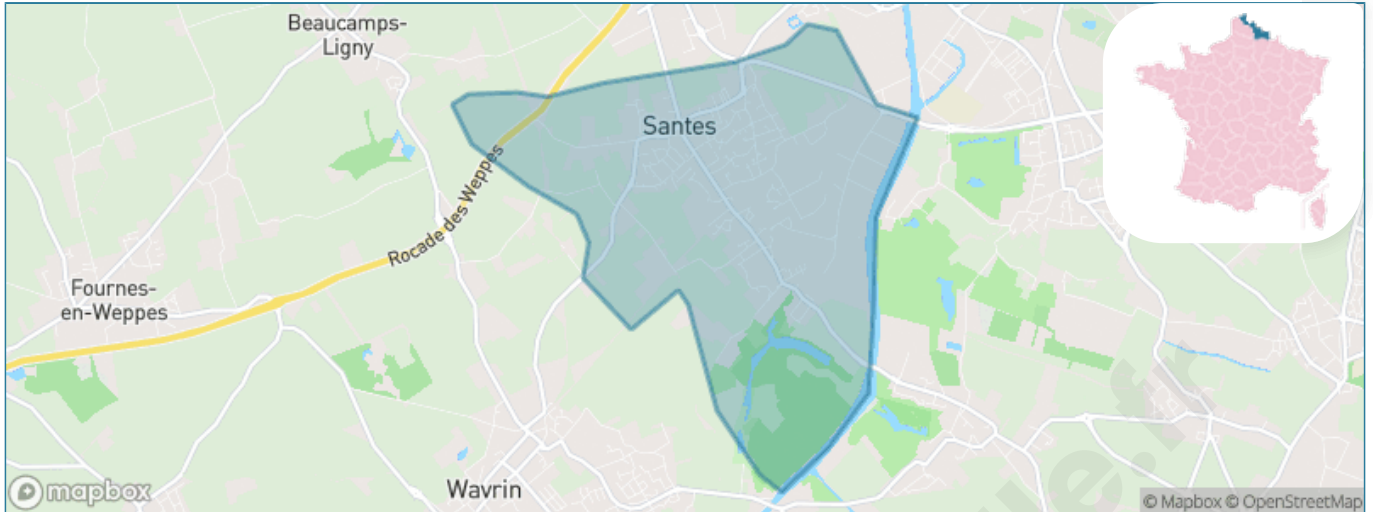 Beaucamps-
Ligny
Santes
Rocade des Weppes
Fournes-
en-Weppes
Wavrin
mapbox
© Mapbox © OpenStreetMap